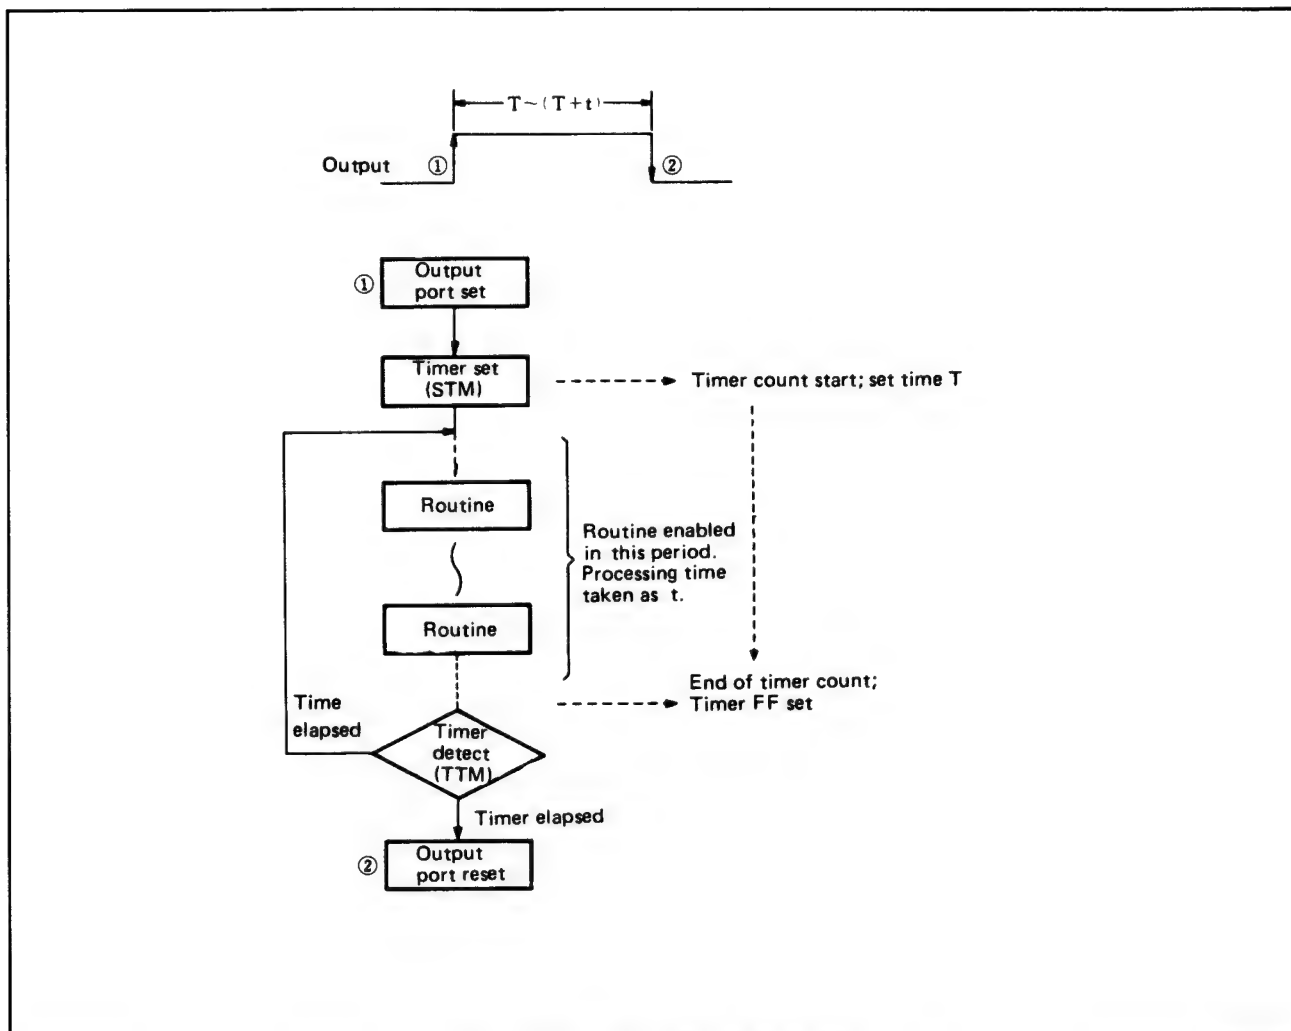 T~(T+t)
Output ① ②
① Output
port set
Timer set
(STM)
Timer count start; set time T
Routine
Routine enabled
in this period.
Processing time
taken as t.
Routine
End of timer count;
Timer FF set
Time
elapsed
Timer
detect
(TTM)
Timer elapsed
② Output
port reset